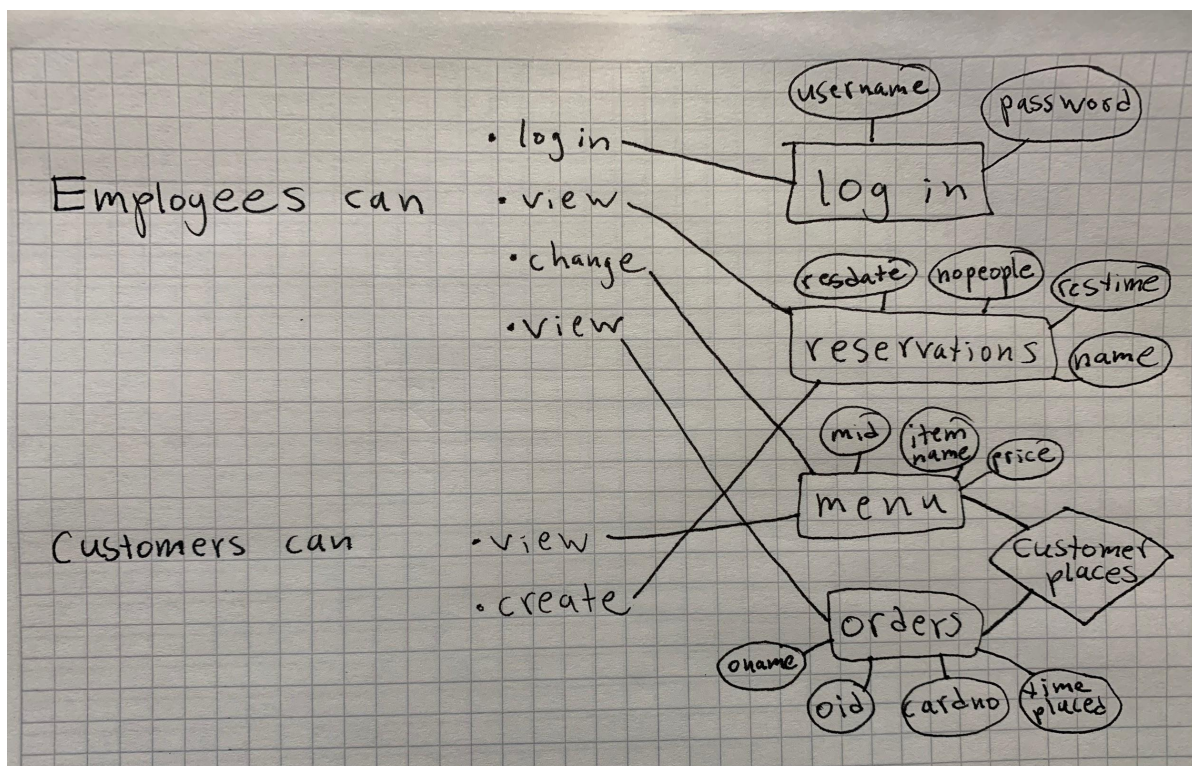 username
password
• log in
log in
Employees can
• view
• change
• view
resdate
nopeople
restime
reservations
name
mid
item
name
price
menu
Customers can
• view
• create
Customer
places
orders
oname
oid
cardno
time
placed